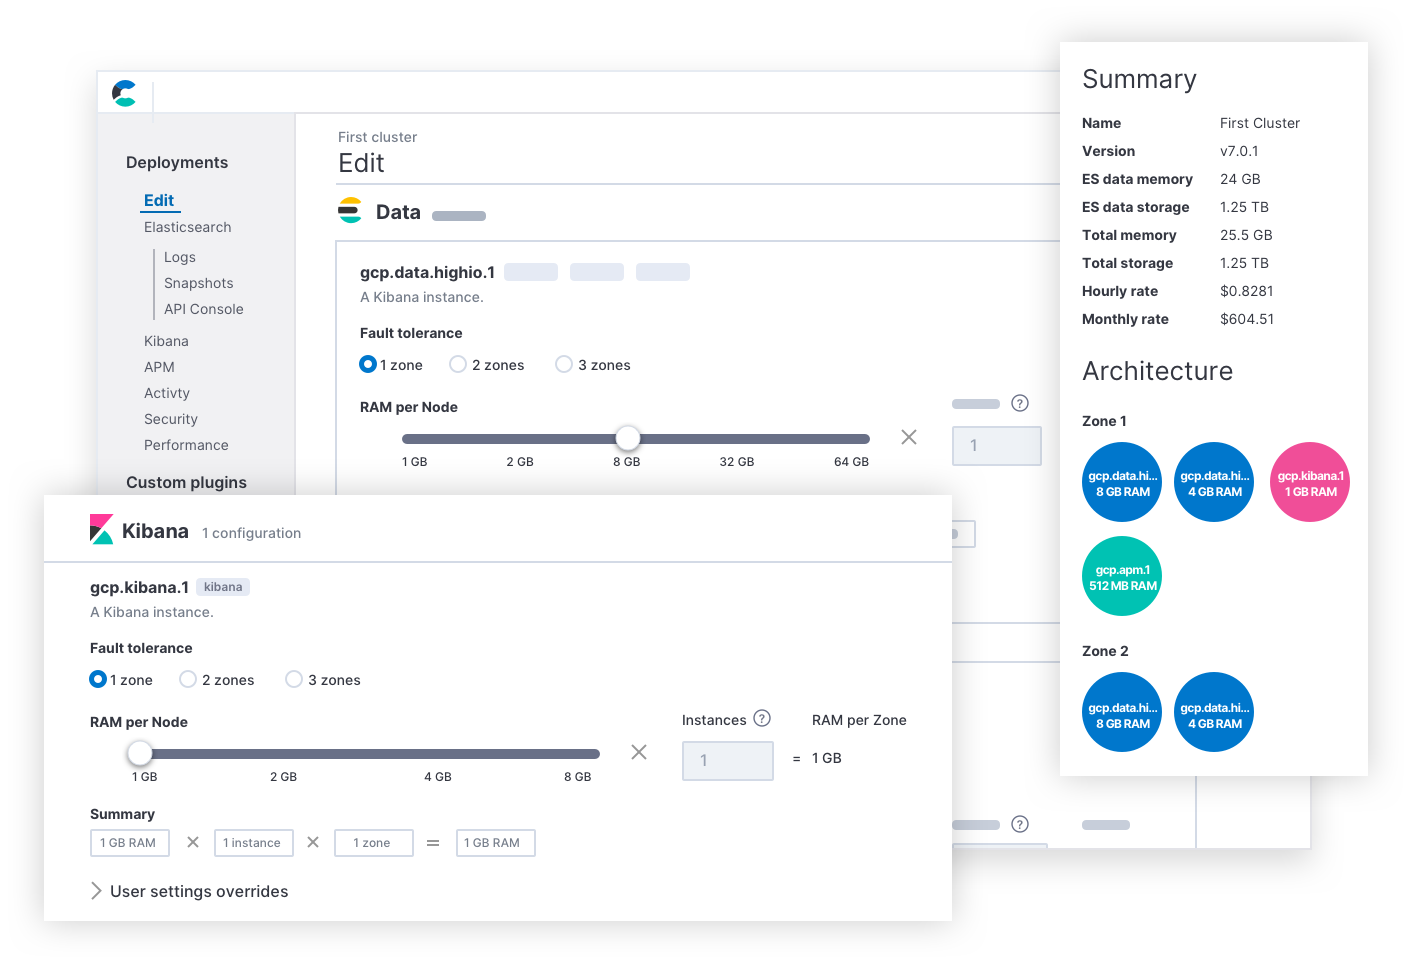 Deployments
Edit
Elasticsearch
Logs
Snapshots
API Console
Kibana
APM
Activty
Security
Performance
Custom plugins
First cluster
Edit
Data
gcp.data.highio.1
A Kibana instance.
Fault tolerance
1 zone 2 zones 3 zones
RAM per Node
?
1
1 GB 2 GB 8 GB 32 GB 64 GB
?
Kibana 1 configuration
gcp.kibana.1 kibana
A Kibana instance.
Fault tolerance
1 zone 2 zones 3 zones
RAM per Node
Instances ? RAM per Zone
1 = 1 GB
1 GB 2 GB 4 GB 8 GB
Summary
1 GB RAM × 1 instance × 1 zone = 1 GB RAM
User settings overrides
Summary
Name First Cluster
Version v7.0.1
ES data memory 24 GB
ES data storage 1.25 TB
Total memory 25.5 GB
Total storage 1.25 TB
Hourly rate $0.8281
Monthly rate $604.51
Architecture
Zone 1
gcp.data.hi...
8 GB RAM
gcp.data.hi...
4 GB RAM
gcp.kibana.1
1 GB RAM
gcp.apm.1
512 MB RAM
Zone 2
gcp.data.hi...
8 GB RAM
gcp.data.hi...
4 GB RAM